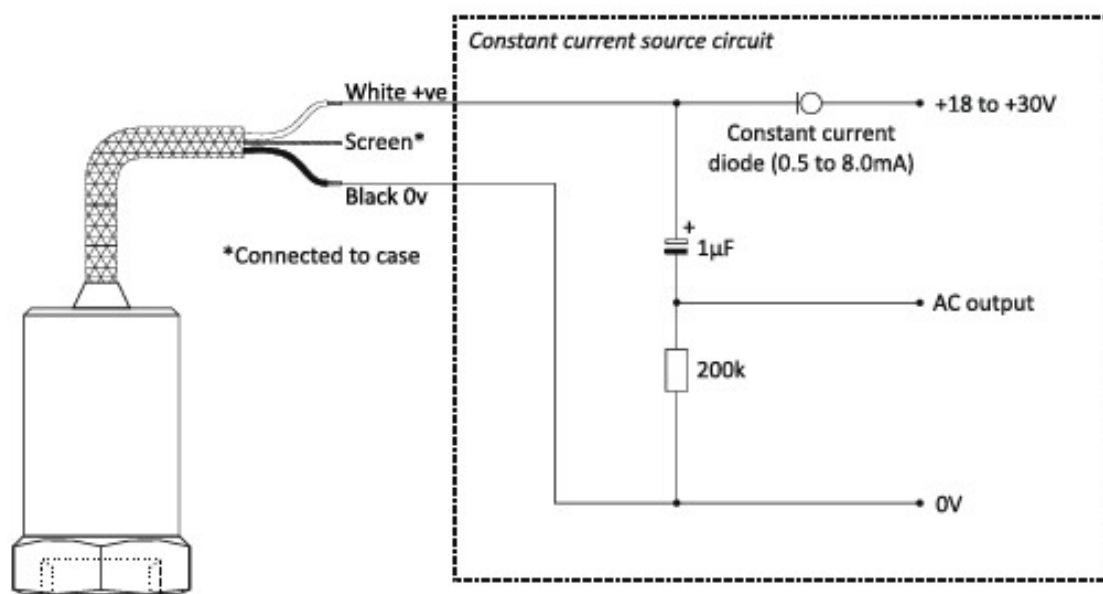 Constant current source circuit
White +ve
Screen*
Black 0v
*Connected to case
+18 to +30V
Constant current
diode (0.5 to 8.0mA)
+
1µF
AC output
200k
0V